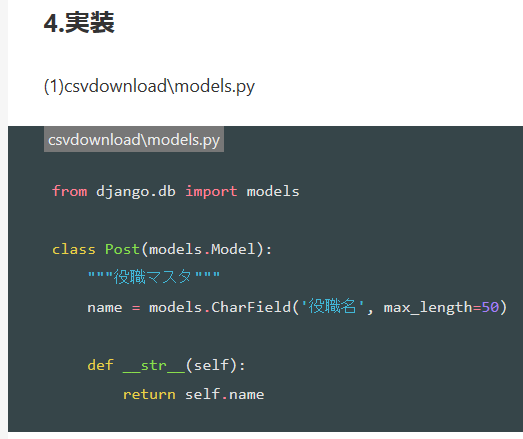 4.実装
(1)csvdownload\models.py
csvdownload\models.py
from django.db import models
class Post(models.Model):
    """役職マスタ"""
    name = models.CharField('役職名', max_length=50)
    def __str__(self):
        return self.name